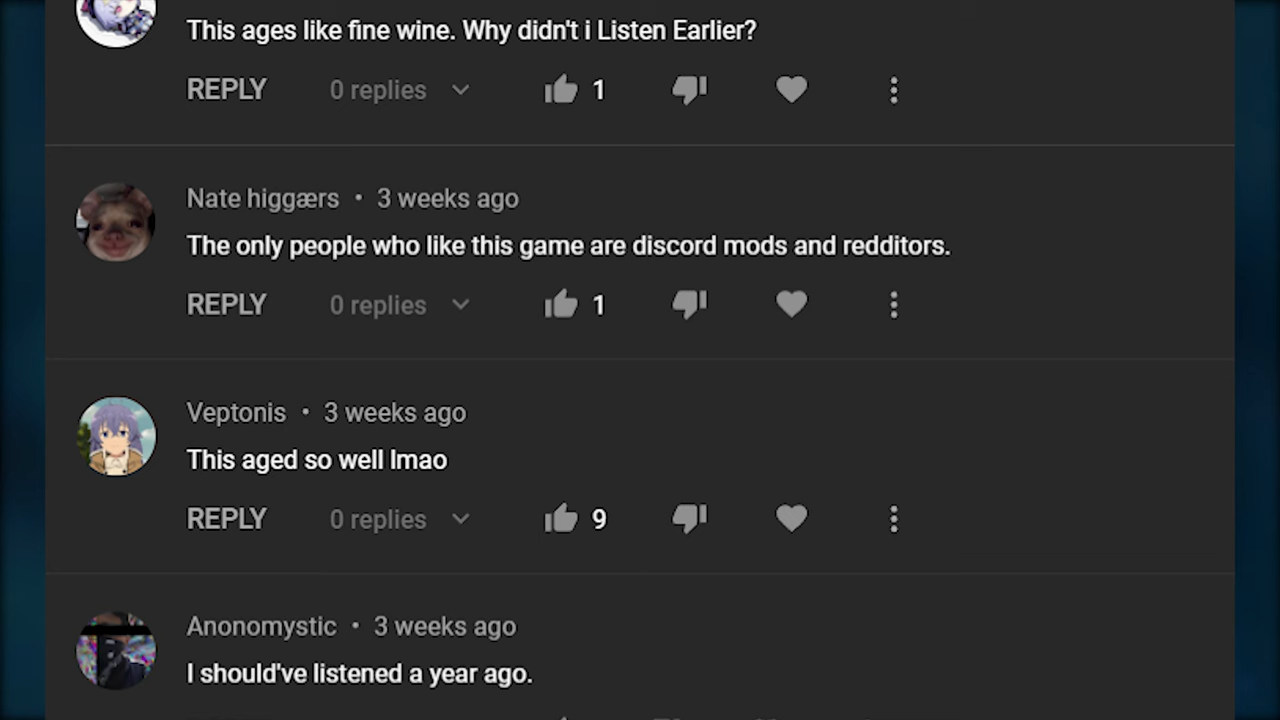 This ages like fine wine. Why didn't i Listen Earlier?
REPLY 0 replies 1
Nate higgærs • 3 weeks ago
The only people who like this game are discord mods and redditors.
REPLY 0 replies 1
Veptonis • 3 weeks ago
This aged so well lmao
REPLY 0 replies 9
Anonomystic • 3 weeks ago
I should've listened a year ago.